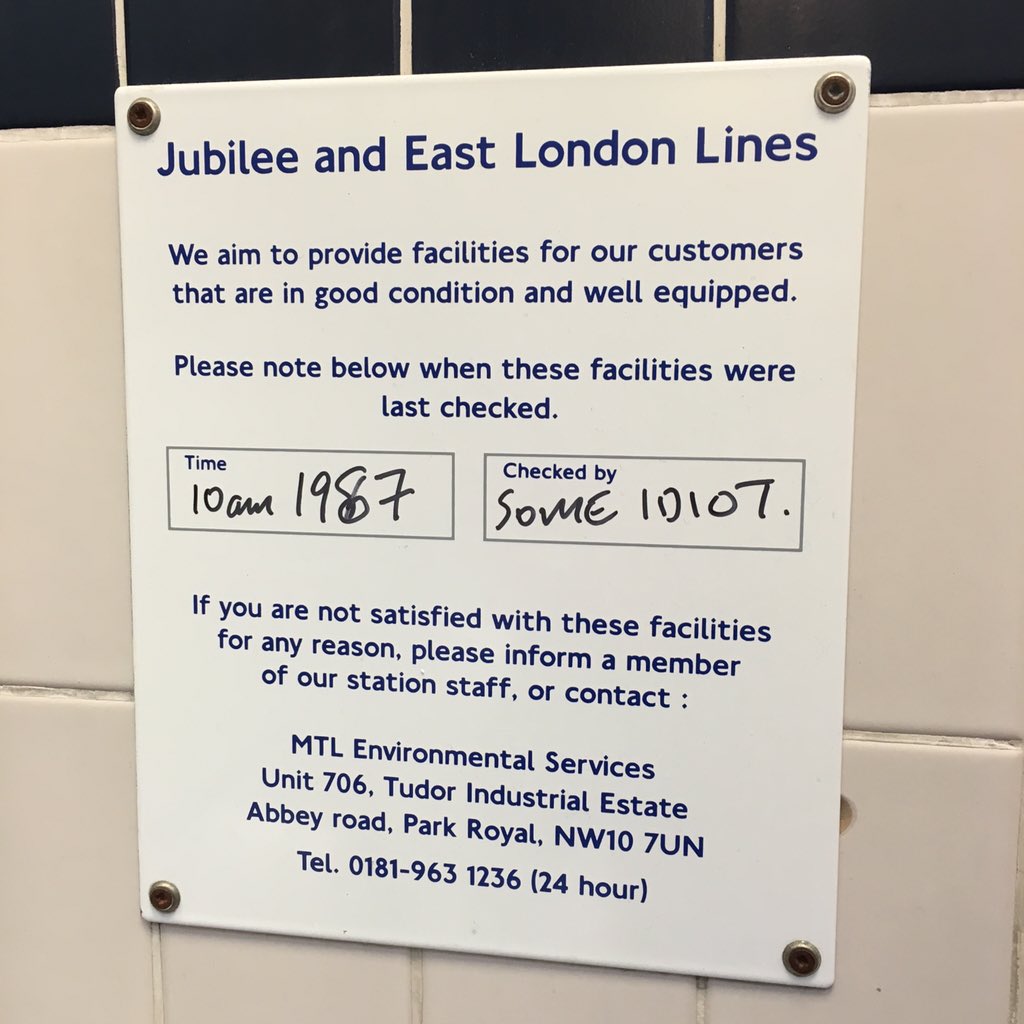 Jubilee and East London Lines
We aim to provide facilities for our customers
that are in good condition and well equipped.
Please note below when these facilities were
last checked.
Time
10am 1987
Checked by
SOME IDIOT.
If you are not satisfied with these facilities
for any reason, please inform a member
of our station staff, or contact :
MTL Environmental Services
Unit 706, Tudor Industrial Estate
Abbey road, Park Royal, NW10 7UN
Tel. 0181-963 1236 (24 hour)